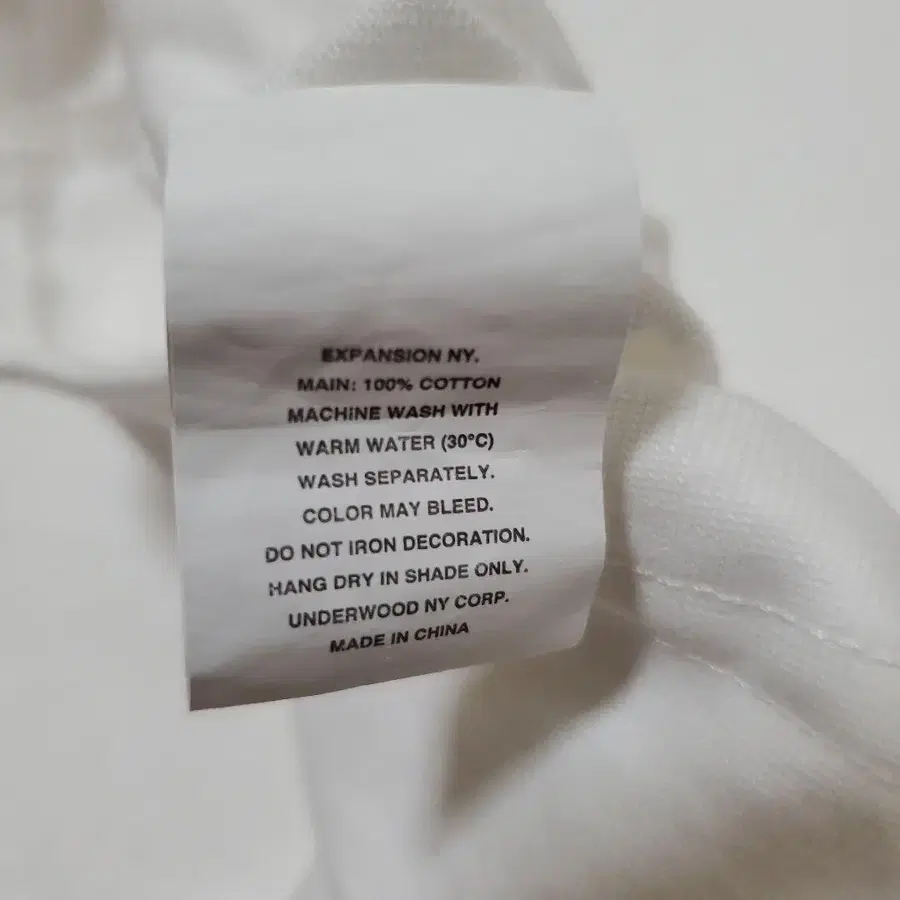 EXPANSION NY.
MAIN: 100% COTTON
MACHINE WASH WITH
WARM WATER (30°C)
WASH SEPARATELY.
COLOR MAY BLEED.
DO NOT IRON DECORATION.
HANG DRY IN SHADE ONLY.
UNDERWOOD NY CORP.
MADE IN CHINA